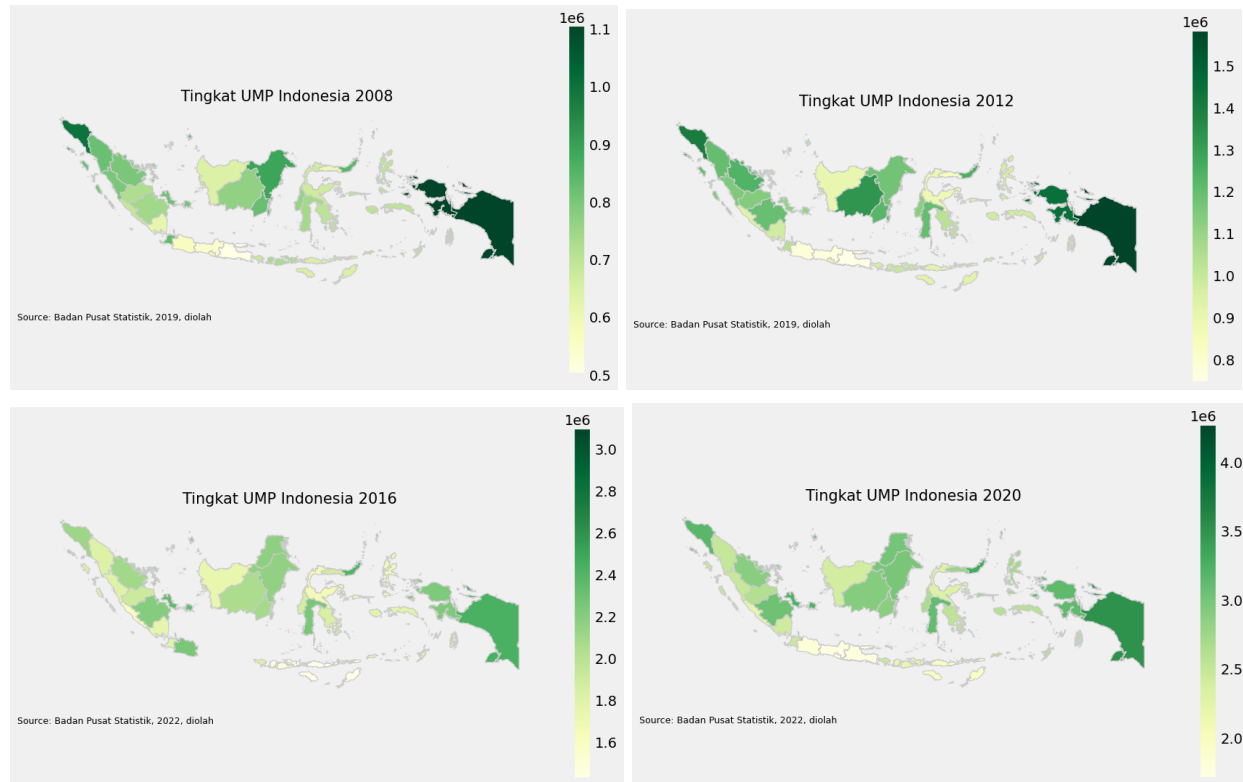 1e6
1.1
1.0
0.9
0.8
0.7
0.6
0.5
Tingkat UMP Indonesia 2008
Source: Badan Pusat Statistik, 2019, diolah
1e6
1.5
1.4
1.3
1.2
1.1
1.0
0.9
0.8
Tingkat UMP Indonesia 2012
Source: Badan Pusat Statistik, 2019, diolah
1e6
3.0
2.8
2.6
2.4
2.2
2.0
1.8
1.6
Tingkat UMP Indonesia 2016
Source: Badan Pusat Statistik, 2022, diolah
1e6
4.0
3.5
3.0
2.5
2.0
Tingkat UMP Indonesia 2020
Source: Badan Pusat Statistik, 2022, diolah